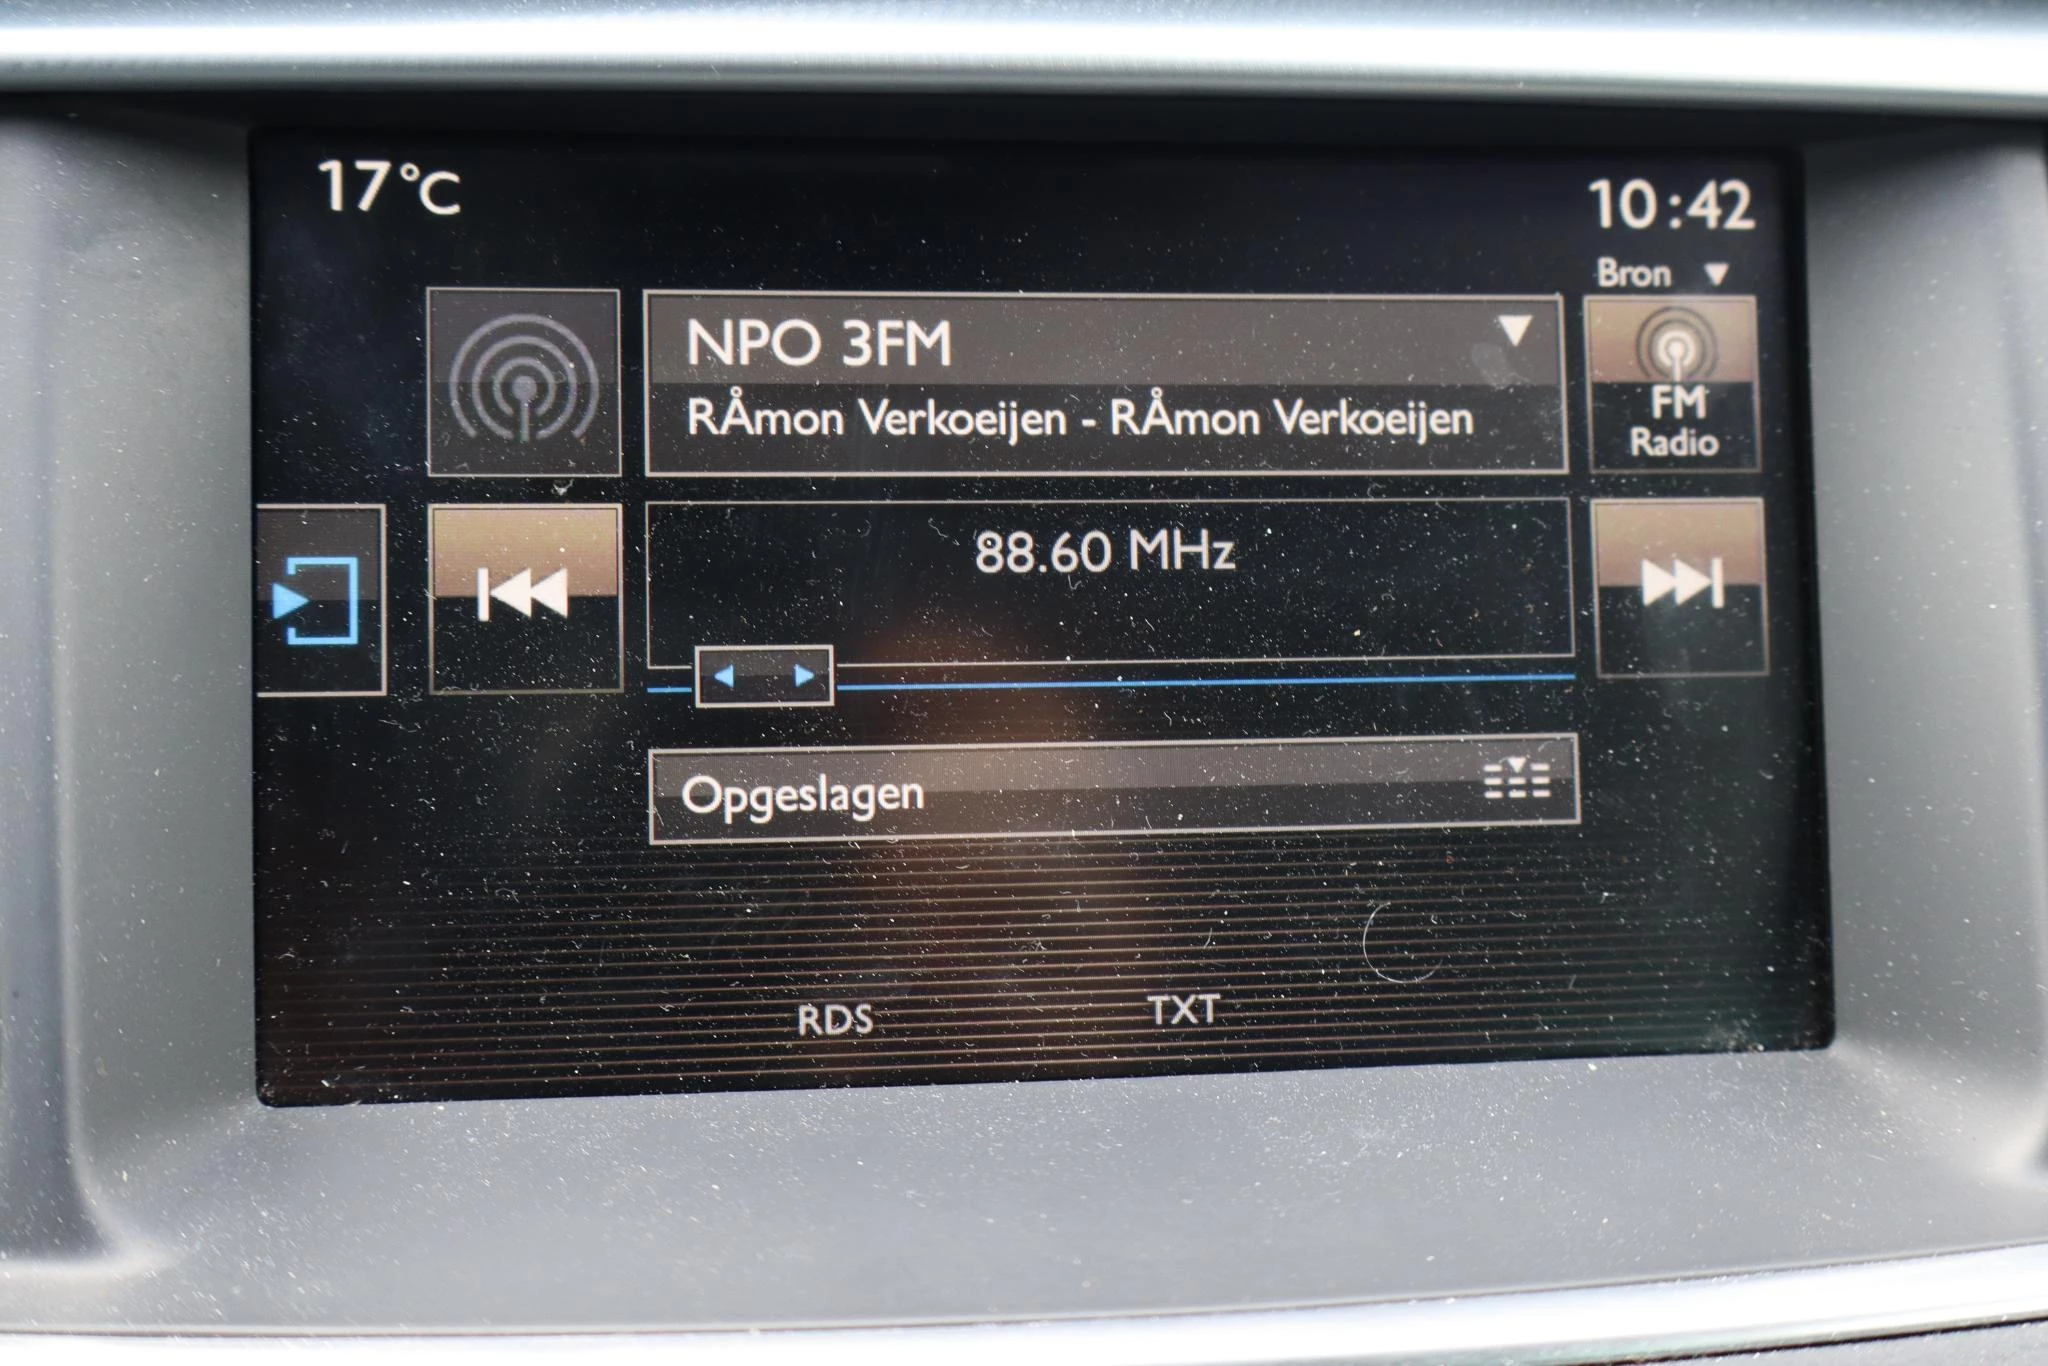 17°C
10:42
Bron
NPO 3FM
RÅmon Verkoeijen - RÅmon Verkoeijen
FM
Radio
88.60 MHz
Opgeslagen
RDS
TXT